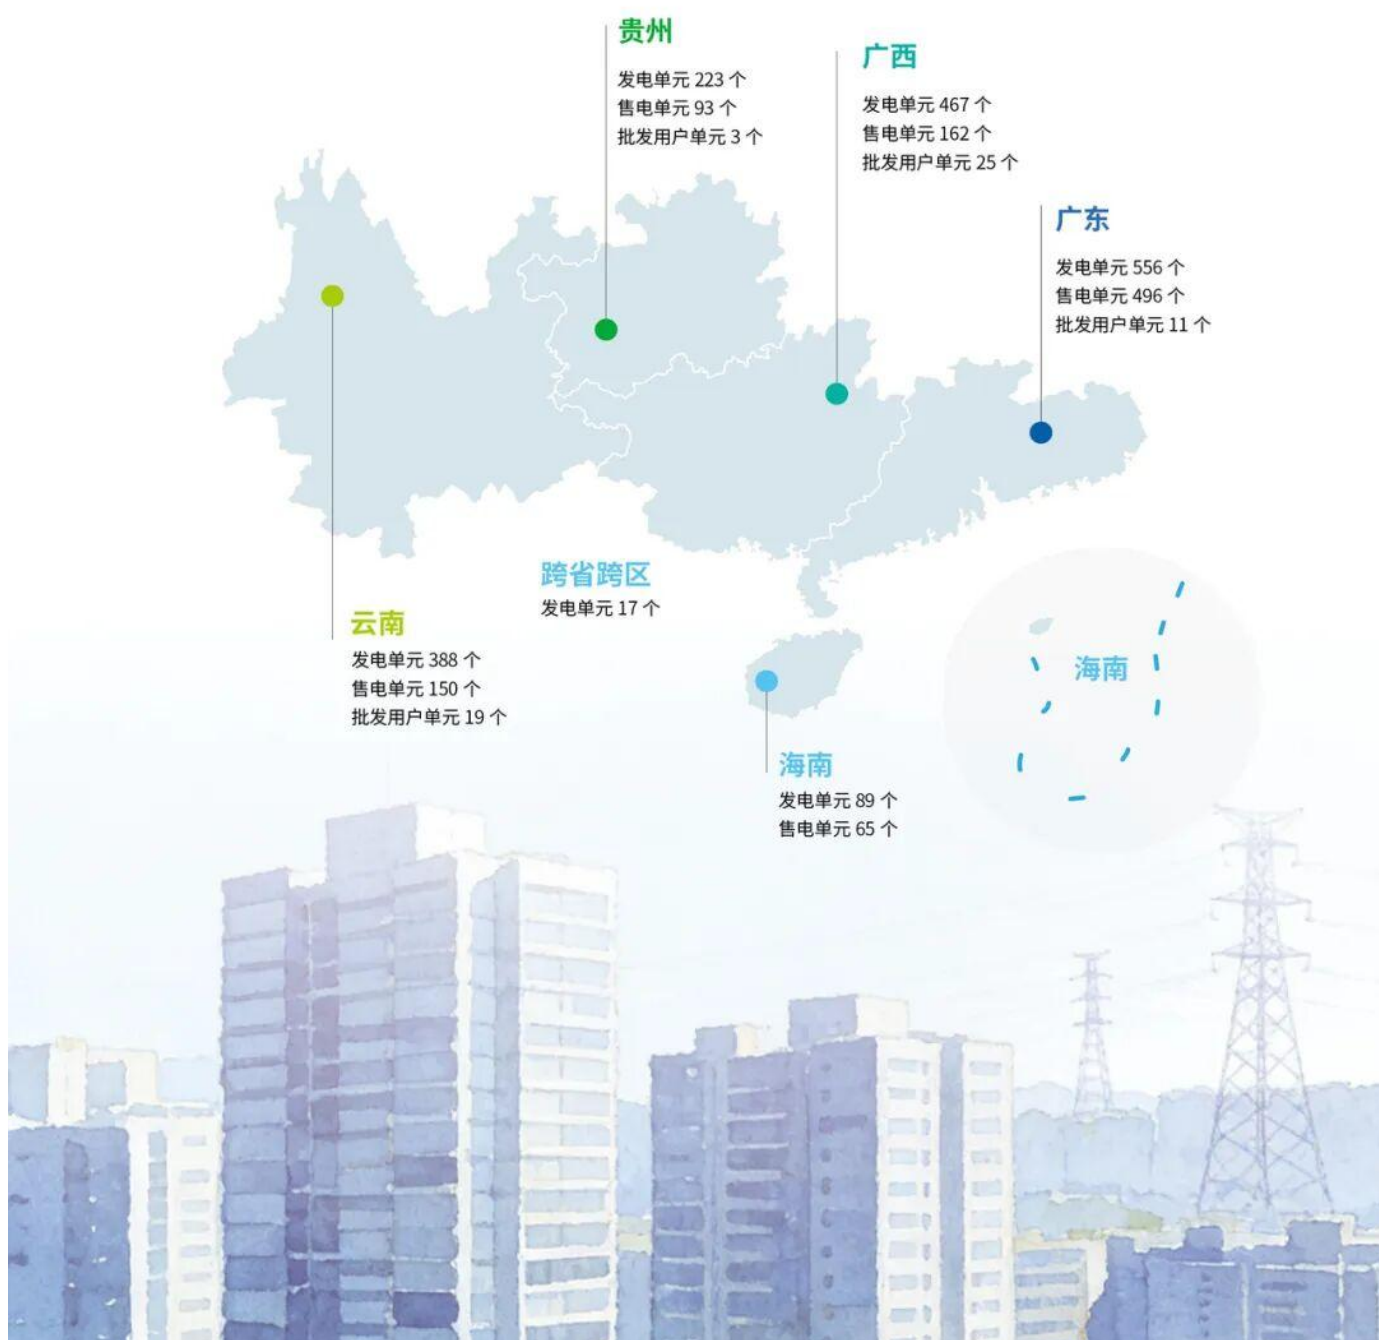 贵州
发电单元 223 个
售电单元 93 个
批发用户单元 3 个
广西
发电单元 467 个
售电单元 162 个
批发用户单元 25 个
广东
发电单元 556 个
售电单元 496 个
批发用户单元 11 个
跨省跨区
发电单元 17 个
云南
发电单元 388 个
售电单元 150 个
批发用户单元 19 个
海南
海南
发电单元 89 个
售电单元 65 个